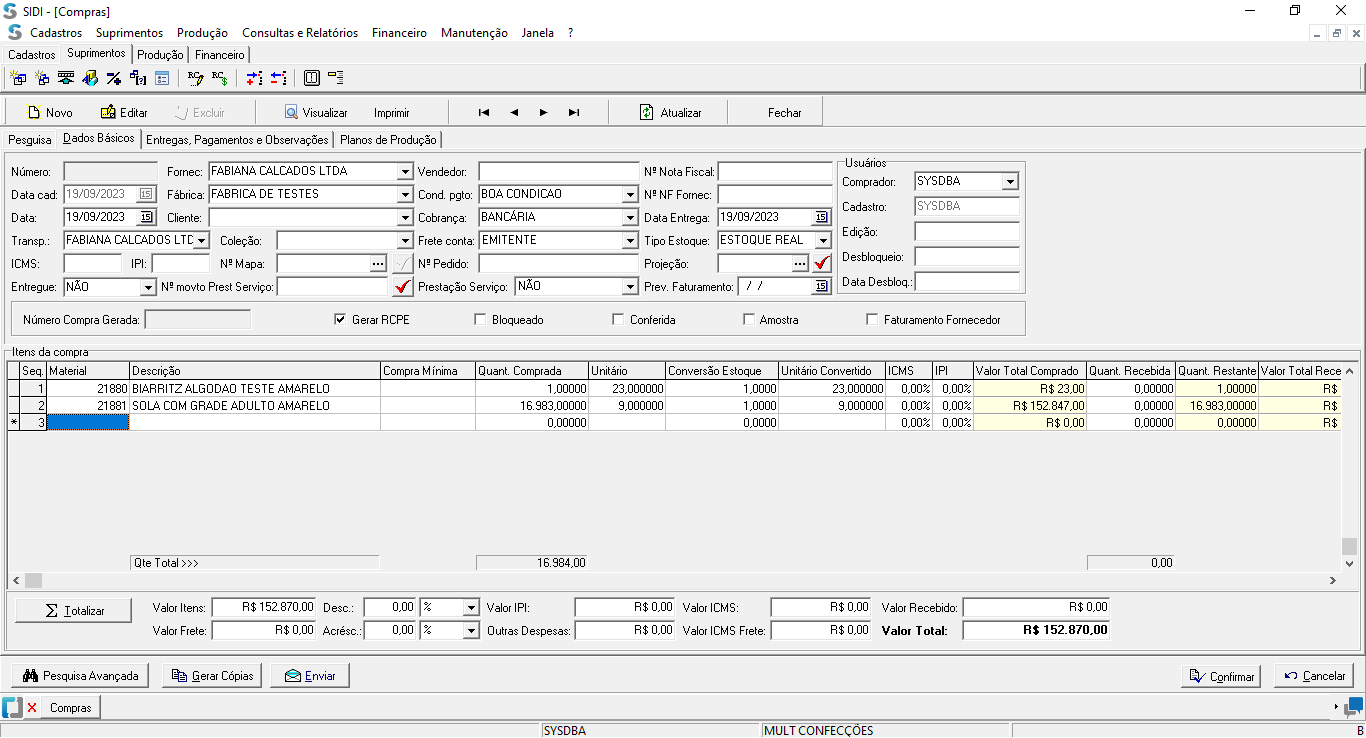 SIDI - [Compras]
Cadastros Suprimentos Produção Consultas e Relatórios Financeiro Manutenção Janela ?
Cadastros Suprimentos Produção Financeiro
Novo Editar Excluir Visualizar Imprimir Atualizar Fechar
Pesquisa Dados Básicos Entregas, Pagamentos e Observações Planos de Produção
Número: Fornec: FABIANA CALCADOS LTDA Vendedor: Nº Nota Fiscal: Usuários
Comprador: SYSDBA
Data cad: 19/09/2023 15 Fábrica: FABRICA DE TESTES Cond. pgto: BOA CONDICAO Nº NF Fornec:
Cadastro: SYSDBA
Data: 19/09/2023 15 Cliente: Cobrança: BANCÁRIA Data Entrega: 19/09/2023 15
Edição:
Transp.: FABIANA CALCADOS LTC Coleção: Frete conta: EMITENTE Tipo Estoque: ESTOQUE REAL
Desbloqueio:
ICMS: IPI: Nº Mapa: ... Nº Pedido: Projeção: ...
Data Desbloq.:
Entregue: NÃO Nº movto Prest Serviço: Prestação Serviço: NÃO Prev. Faturamento: / / 15
Número Compra Gerada: Gerar RCPE Bloqueado Conferida Amostra Faturamento Fornecedor
Itens da compra
Seq. Material Descrição Compra Mínima Quant. Comprada Unitário Conversão Estoque Unitário Convertido ICMS IPI Valor Total Comprado Quant. Recebida Quant. Restante Valor Total Rece
1 21880 BIARRITZ ALGODAO TESTE AMARELO 1,00000 23,000000 1,0000 23,000000 0,00% 0,00% R$ 23,00 0,00000 1,00000 R$
2 21881 SOLA COM GRADE ADULTO AMARELO 16.983,00000 9,000000 1,0000 9,000000 0,00% 0,00% R$ 152.847,00 0,00000 16.983,00000 R$
* 3 0,00000 0,0000 0,00% 0,00% R$ 0,00 0,00000 0,00000 R$
Qte Total >>> 16.984,00 0,00
Totalizar Valor Itens: R$ 152.870,00 Desc.: 0,00 % Valor IPI: R$ 0,00 Valor ICMS: R$ 0,00 Valor Recebido: R$ 0,00
Valor Frete: R$ 0,00 Acrésc.: 0,00 % Outras Despesas: R$ 0,00 Valor ICMS Frete: R$ 0,00 Valor Total: R$ 152.870,00
Pesquisa Avançada Gerar Cópias Enviar Confirmar Cancelar
Compras
SYSDBA MULT CONFECÇÕES B